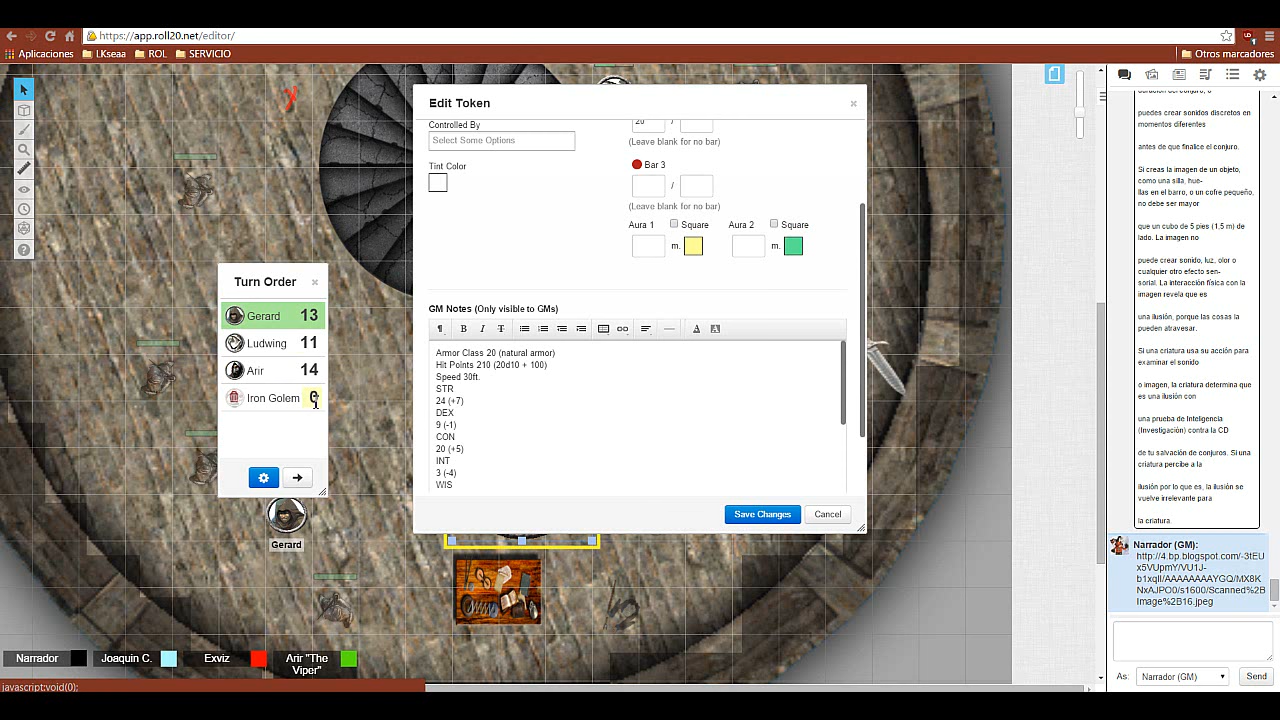 https://app.roll20.net/editor/
Aplicaciones
LKseaa
ROL
SERVICIO
Otros marcadores
Edit Token
Controlled By
Select Some Options
Tint Color
20 /
(Leave blank for no bar)
Bar 3
/
(Leave blank for no bar)
Aura 1
Square
Aura 2
Square
m.
m.
GM Notes (Only visible to GMs)
Armor Class 20 (natural armor)
Hit Points 210 (20d10 + 100)
Speed 30ft.
STR
24 (+7)
DEX
9 (-1)
CON
20 (+5)
INT
3 (-4)
WIS
Save Changes
Cancel
Turn Order
Gerard 13
Ludwing 11
Arir 14
Iron Golem
Gerard
Narrador
Joaquin C.
Exviz
Arir "The
Viper"
javascript:void(0);
puedes crear sonidos discretos en
momentos diferentes
antes de que finalice el conjuro.
Si creas la imagen de un objeto,
como una silla, hue-
llas en el barro, o un cofre pequeño,
no debe ser mayor
que un cubo de 5 pies (1,5 m) de
lado. La imagen no
puede crear sonido, luz, olor o
cualquier otro efecto sen-
sorial. La interacción física con la
imagen revela que es
una ilusión, porque las cosas la
pueden atravesar.
Si una criatura usa su acción para
examinar el sonido
o imagen, la criatura determina que
es una ilusión con
una prueba de Inteligencia
(Investigación) contra la CD
de tu salvación de conjuros. Si una
criatura percibe a la
ilusión por lo que es, la ilusión se
vuelve irrelevante para
la criatura.
Narrador (GM):
http://4.bp.blogspot.com/-3tEU
x5VUpmY/VU1J-
b1xqlI/AAAAAAAAYGQ/MX8K
NxAJPO0/s1600/Scanned%2B
Image%2B16.jpeg
As:
Narrador (GM)
Send